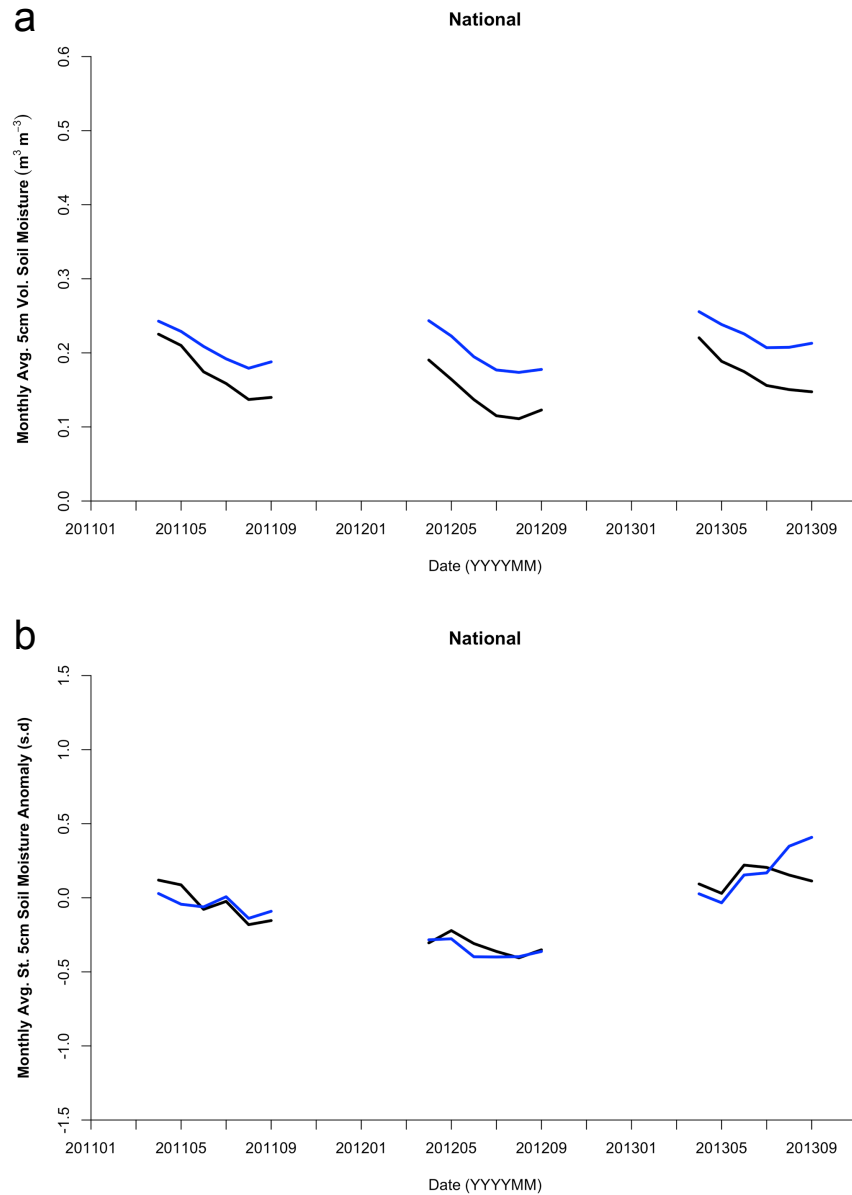 a
National
Monthly Avg. 5cm Vol. Soil Moisture (m³ m⁻³)
0.6
0.5
0.4
0.3
0.2
0.1
0.0
201101 201105 201109 201201 201205 201209 201301 201305 201309
Date (YYYYMM)
b
National
Monthly Avg. St. 5cm Soil Moisture Anomaly (s.d)
1.5
1.0
0.5
0.0
-0.5
-1.0
-1.5
201101 201105 201109 201201 201205 201209 201301 201305 201309
Date (YYYYMM)